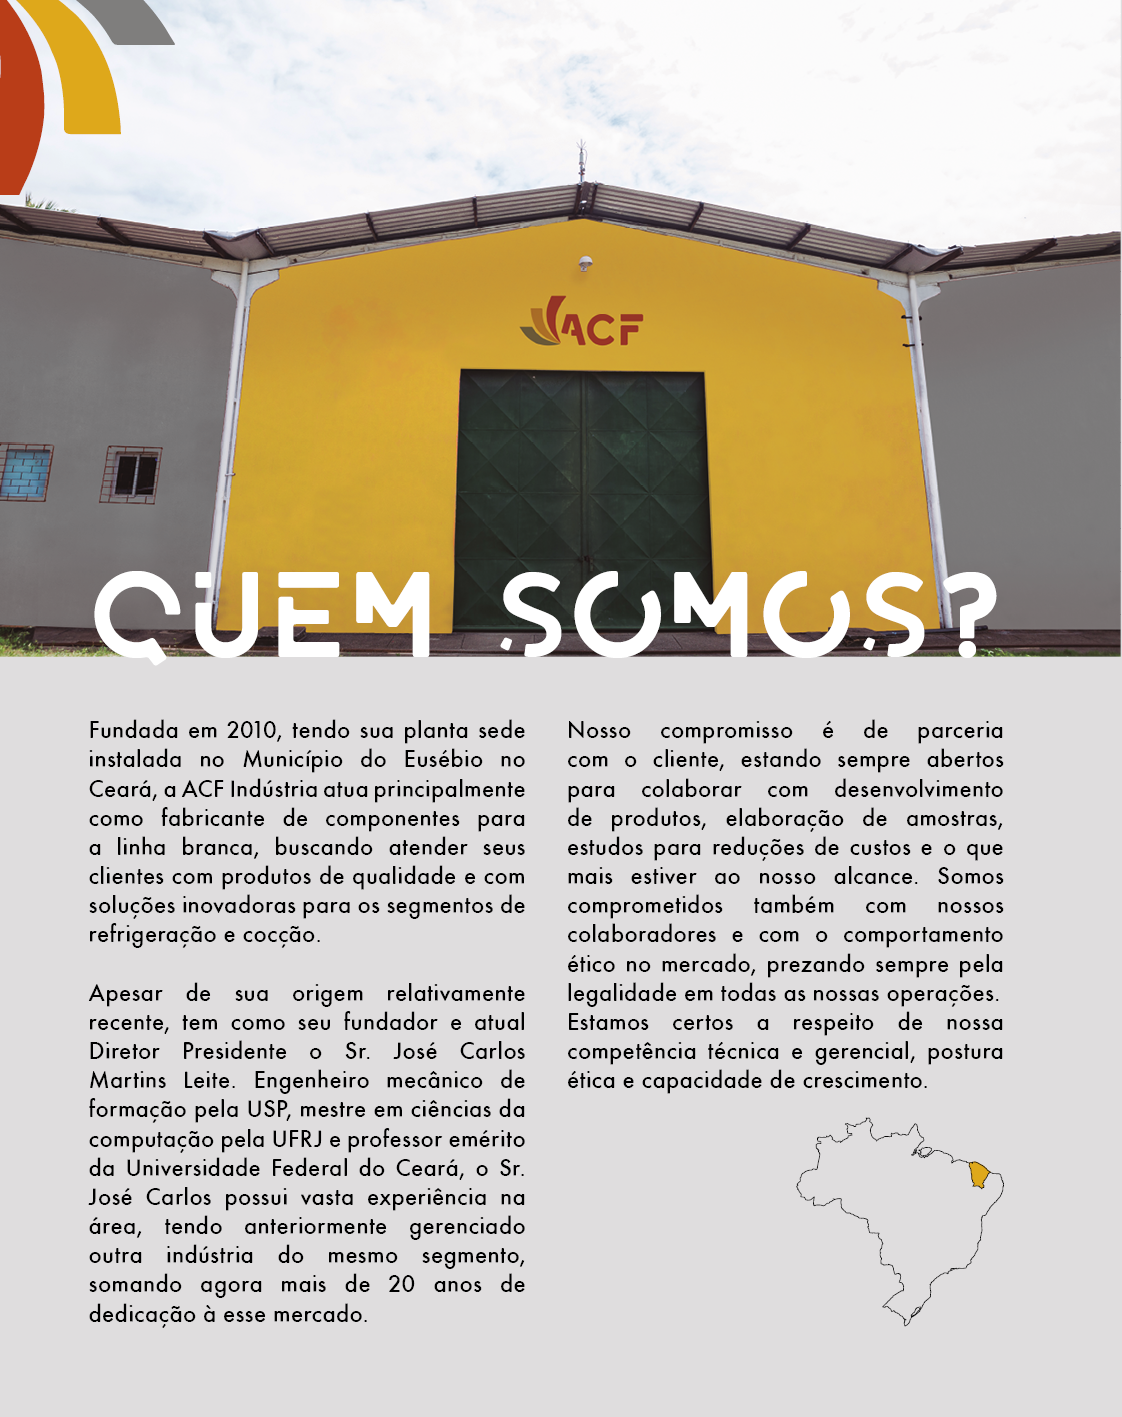 ACF
QUEM SOMOS?
Fundada em 2010, tendo sua planta sede
instalada no Município do Eusébio no
Ceará, a ACF Indústria atua principalmente
como fabricante de componentes para
a linha branca, buscando atender seus
clientes com produtos de qualidade e com
soluções inovadoras para os segmentos de
refrigeração e cocção.
Apesar de sua origem relativamente
recente, tem como seu fundador e atual
Diretor Presidente o Sr. José Carlos
Martins Leite. Engenheiro mecânico de
formação pela USP, mestre em ciências da
computação pela UFRJ e professor emérito
da Universidade Federal do Ceará, o Sr.
José Carlos possui vasta experiência na
área, tendo anteriormente gerenciado
outra indústria do mesmo segmento,
somando agora mais de 20 anos de
dedicação à esse mercado.
Nosso compromisso é de parceria
com o cliente, estando sempre abertos
para colaborar com desenvolvimento
de produtos, elaboração de amostras,
estudos para reduções de custos e o que
mais estiver ao nosso alcance. Somos
comprometidos também com nossos
colaboradores e com o comportamento
ético no mercado, prezando sempre pela
legalidade em todas as nossas operações.
Estamos certos a respeito de nossa
competência técnica e gerencial, postura
ética e capacidade de crescimento.